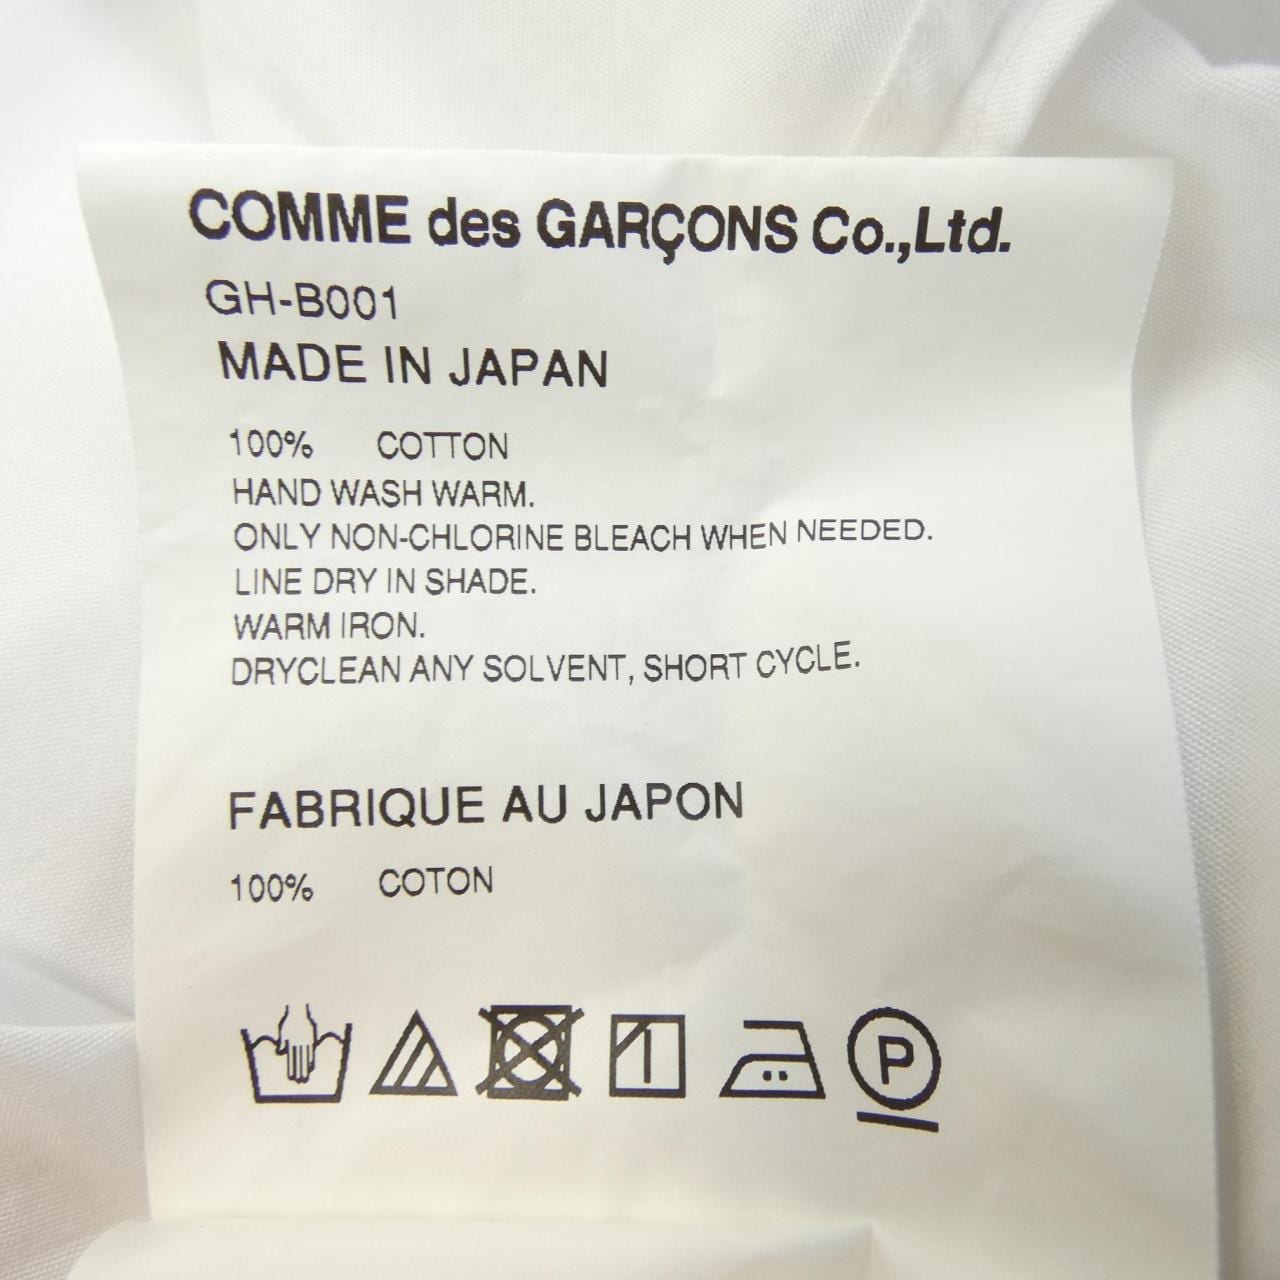 COMME des GARÇONS Co.,Ltd.
GH-B001
MADE IN JAPAN
100% COTTON
HAND WASH WARM.
ONLY NON-CHLORINE BLEACH WHEN NEEDED.
LINE DRY IN SHADE.
WARM IRON.
DRYCLEAN ANY SOLVENT, SHORT CYCLE.
FABRIQUE AU JAPON
100% COTON
P